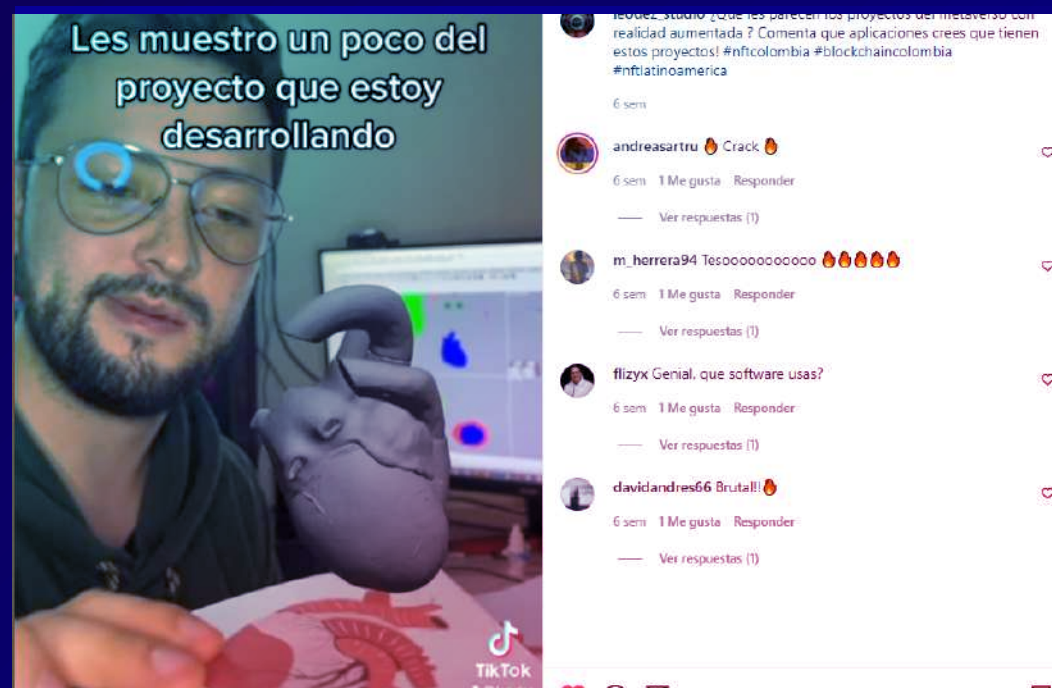 Les muestro un poco del
proyecto que estoy
desarrollando
TikTok
leodez_studio ¿Qué les parecen los proyectos del metaverso con
realidad aumentada ? Comenta que aplicaciones crees que tienen
estos proyectos! #nftcolombia #blockchaincolombia
#nftlatinoamerica
6 sem
andreasartru 🔥 Crack 🔥
6 sem 1 Me gusta Responder
Ver respuestas (1)
m_herrera94 Tesooooooooooo 🔥🔥🔥🔥🔥
6 sem 1 Me gusta Responder
Ver respuestas (1)
flizyx Genial, que software usas?
6 sem 1 Me gusta Responder
Ver respuestas (1)
davidandres66 Brutal!!🔥
6 sem 1 Me gusta Responder
Ver respuestas (1)